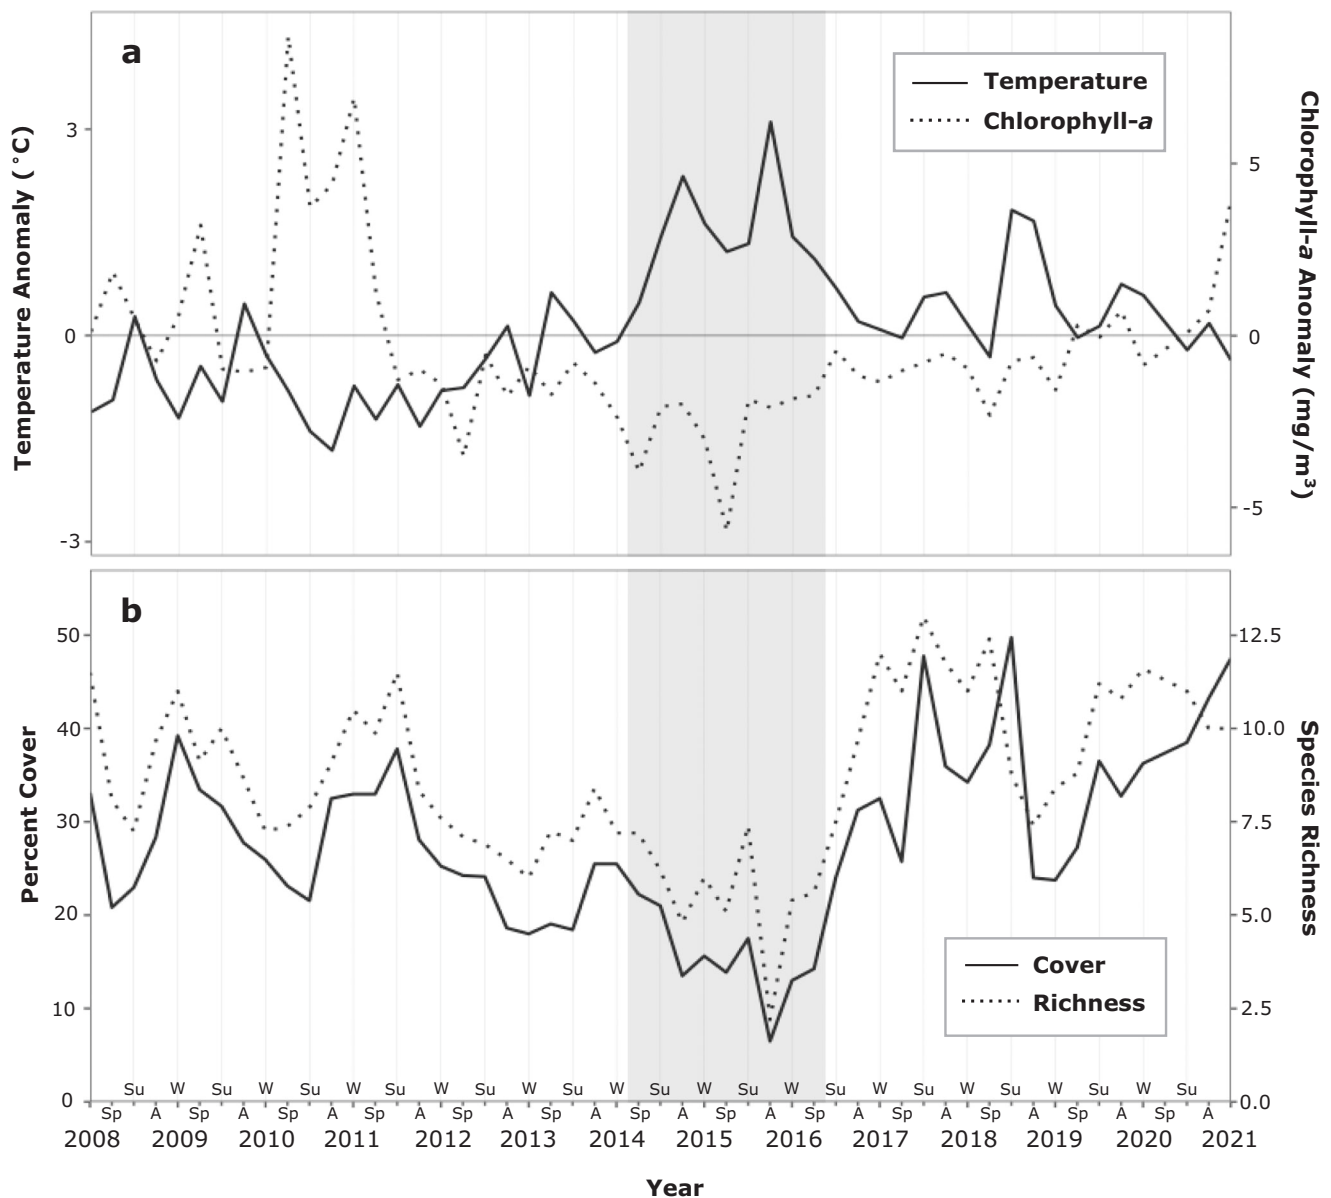 a
Temperature
Chlorophyll-a
Temperature Anomaly (˚C)
3
0
-3
Chlorophyll-a Anomaly (mg/m³)
5
0
-5
b
Percent Cover
50
40
30
20
10
0
Species Richness
12.5
10.0
7.5
5.0
2.5
0.0
Cover
Richness
Su W Su W Su W Su W Su W Su W Su W Su W Su W Su W Su W Su W Su
Sp A Sp A Sp A Sp A Sp A Sp A Sp A Sp A Sp A Sp A Sp A Sp A Sp A
2008 2009 2010 2011 2012 2013 2014 2015 2016 2017 2018 2019 2020 2021
Year